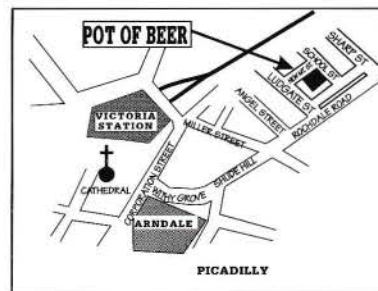 POT OF BEER
SHARP ST
SCHOOL ST
LUDGATE ST
ANGEL STREET
ROCHDALE ROAD
VICTORIA
STATION
MILLER STREET
CATHEDRAL
CORPORATION STREET
SHUDE HILL
WITHY GROVE
ARNDALE
PICADILLY